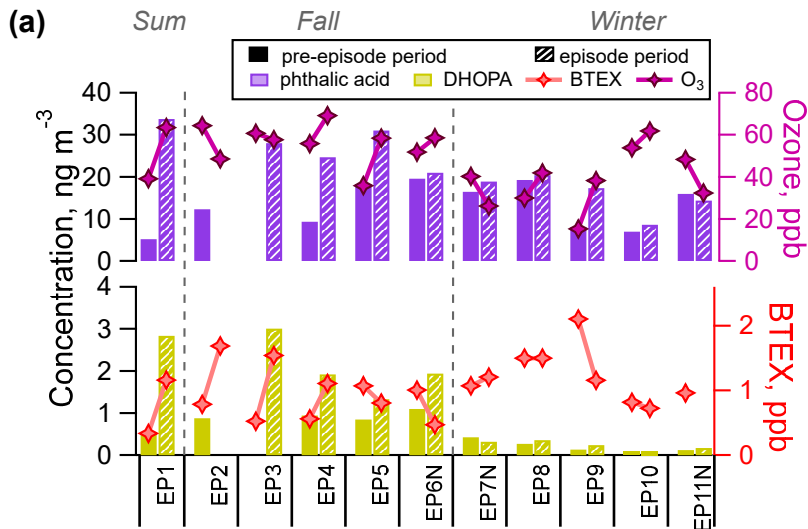 (a)
Sum Fall Winter
pre-episode period episode period
phthalic acid DHOPA BTEX O3
Concentration, ng m-3
40
30
20
10
0
80
60
40
20
0
Ozone, ppb
4
3
2
1
0
2
1
0
BTEX, ppb
EP1 EP2 EP3 EP4 EP5 EP6N EP7N EP8 EP9 EP10 EP11N